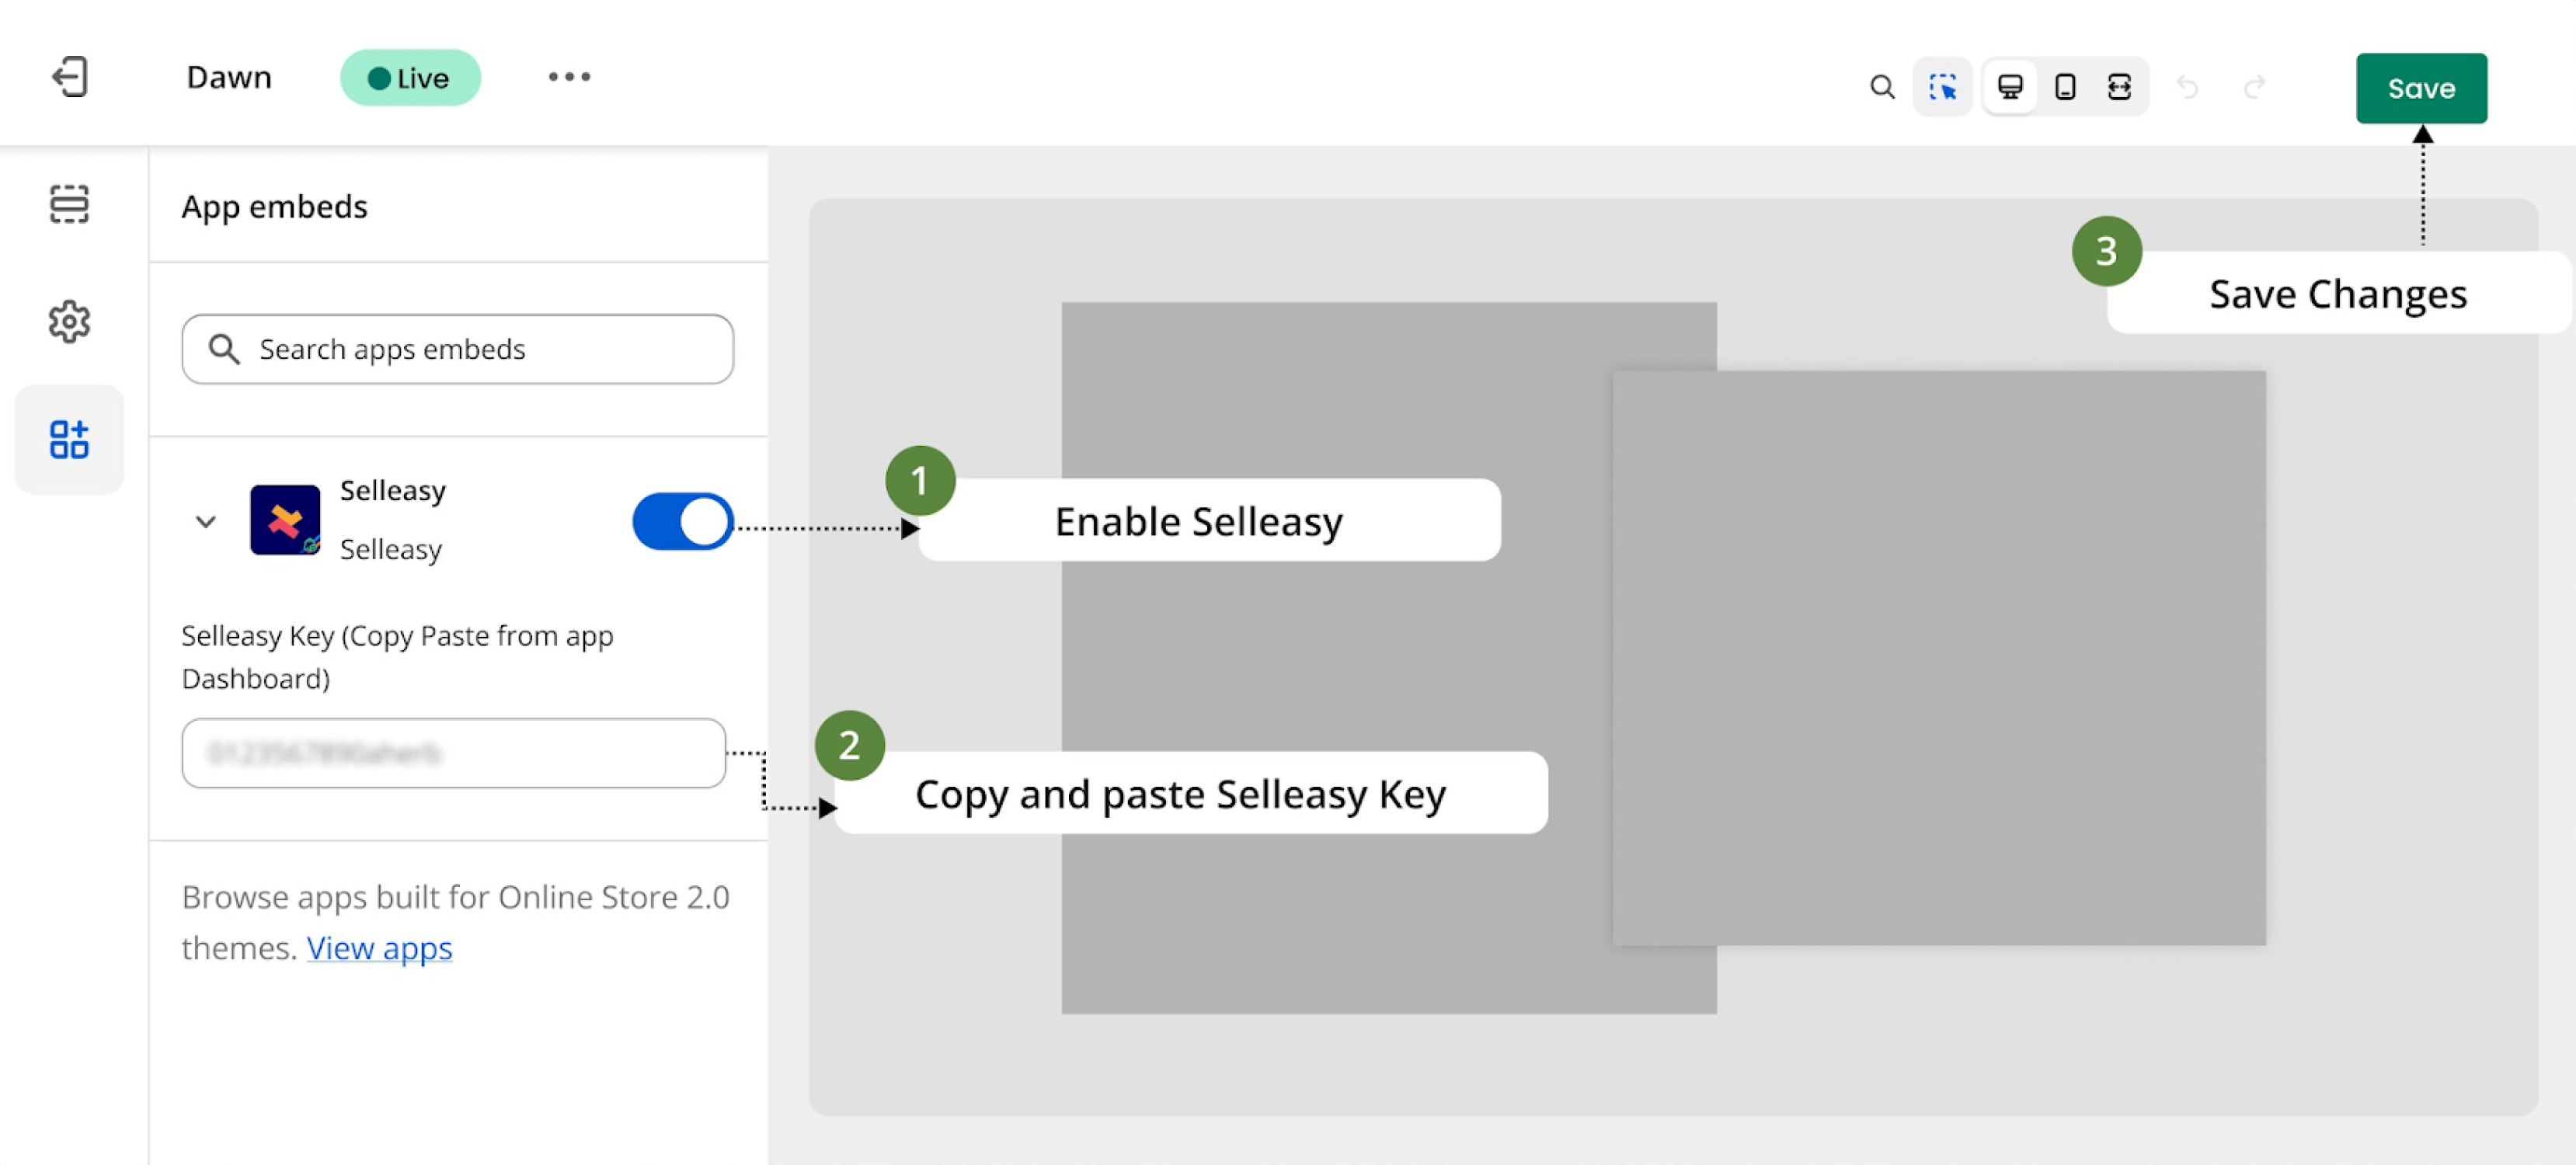 Dawn
Live
Save
App embeds
Search apps embeds
Selleasy
Selleasy
Selleasy Key (Copy Paste from app
Dashboard)
Browse apps built for Online Store 2.0
themes. View apps
1
Enable Selleasy
2
Copy and paste Selleasy Key
3
Save Changes